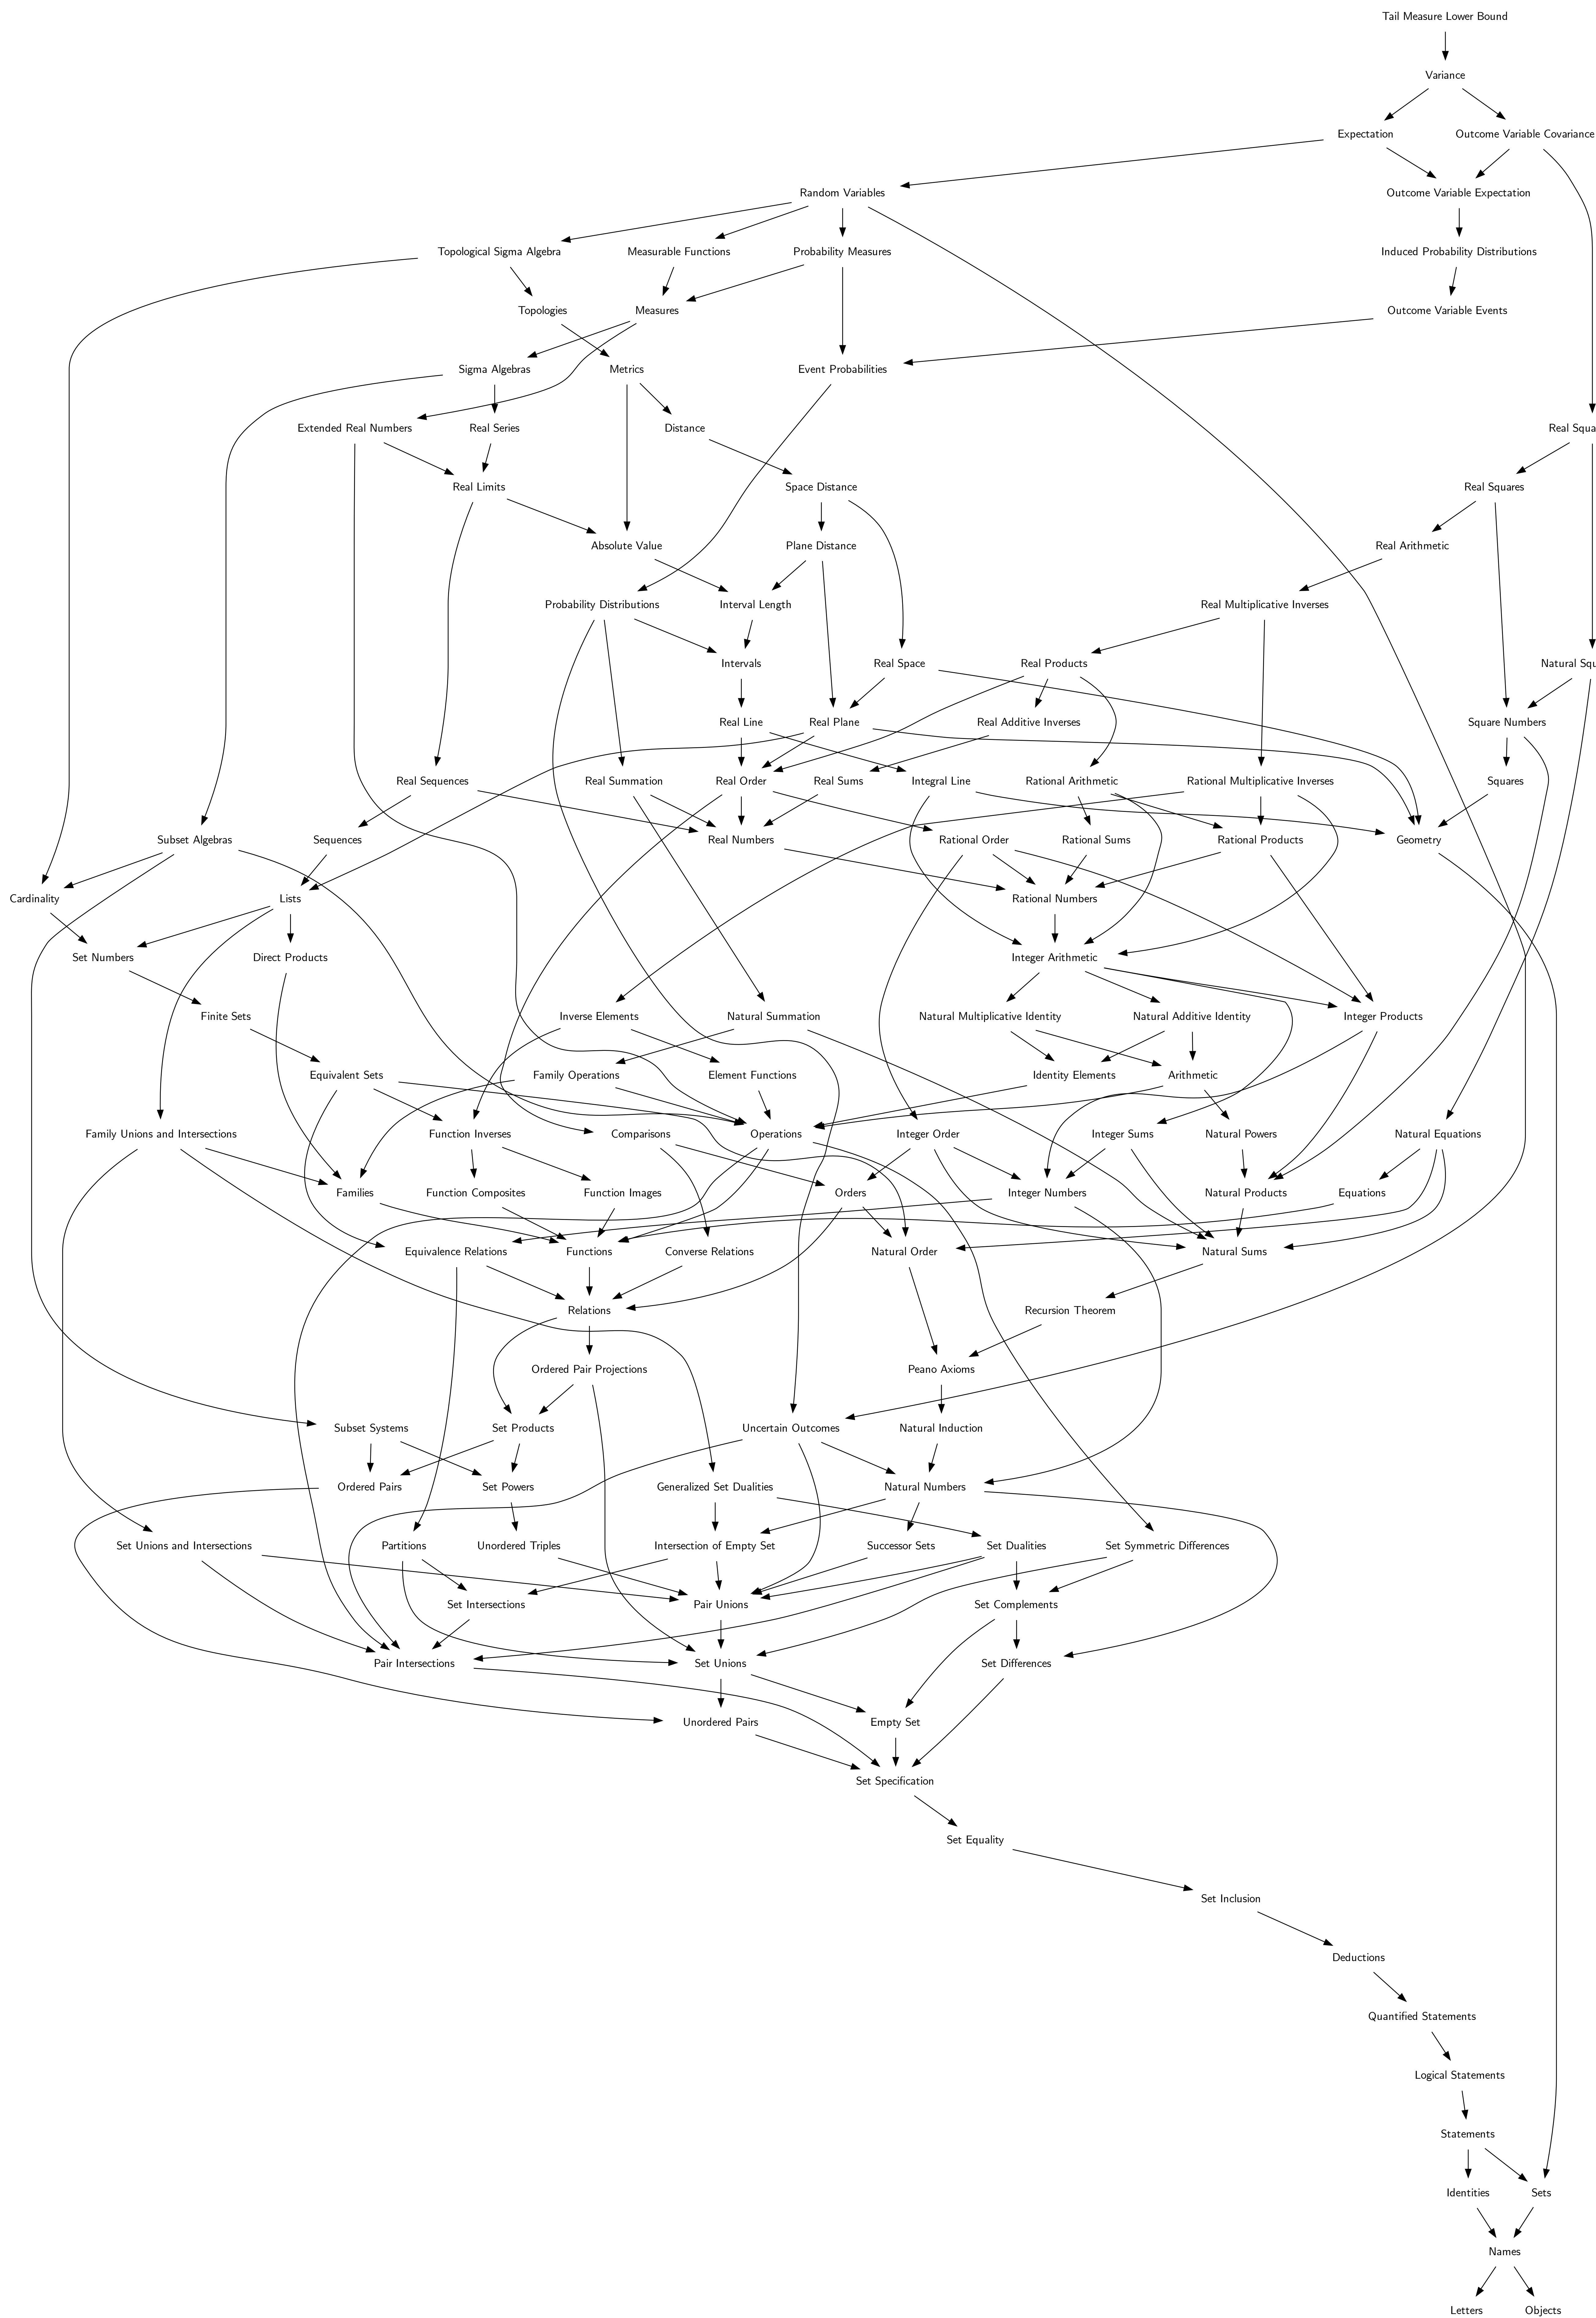 Tail Measure Lower Bound
Variance
Expectation
Outcome Variable Covariance
Random Variables
Outcome Variable Expectation
Topological Sigma Algebra
Measurable Functions
Probability Measures
Induced Probability Distributions
Topologies
Measures
Outcome Variable Events
Sigma Algebras
Metrics
Event Probabilities
Extended Real Numbers
Real Series
Distance
Real Squa
Real Limits
Space Distance
Real Squares
Absolute Value
Plane Distance
Real Arithmetic
Probability Distributions
Interval Length
Real Multiplicative Inverses
Intervals
Real Space
Real Products
Natural Squ
Real Line
Real Plane
Real Additive Inverses
Square Numbers
Real Sequences
Real Summation
Real Order
Real Sums
Integral Line
Rational Arithmetic
Rational Multiplicative Inverses
Squares
Subset Algebras
Sequences
Real Numbers
Rational Order
Rational Sums
Rational Products
Geometry
Cardinality
Lists
Rational Numbers
Set Numbers
Direct Products
Integer Arithmetic
Finite Sets
Inverse Elements
Natural Summation
Natural Multiplicative Identity
Natural Additive Identity
Integer Products
Equivalent Sets
Family Operations
Element Functions
Identity Elements
Arithmetic
Family Unions and Intersections
Function Inverses
Comparisons
Operations
Integer Order
Integer Sums
Natural Powers
Natural Equations
Families
Function Composites
Function Images
Orders
Integer Numbers
Natural Products
Equations
Equivalence Relations
Functions
Converse Relations
Natural Order
Natural Sums
Relations
Recursion Theorem
Ordered Pair Projections
Peano Axioms
Subset Systems
Set Products
Uncertain Outcomes
Natural Induction
Ordered Pairs
Set Powers
Generalized Set Dualities
Natural Numbers
Set Unions and Intersections
Partitions
Unordered Triples
Intersection of Empty Set
Successor Sets
Set Dualities
Set Symmetric Differences
Set Intersections
Pair Unions
Set Complements
Pair Intersections
Set Unions
Set Differences
Unordered Pairs
Empty Set
Set Specification
Set Equality
Set Inclusion
Deductions
Quantified Statements
Logical Statements
Statements
Identities
Sets
Names
Letters
Objects